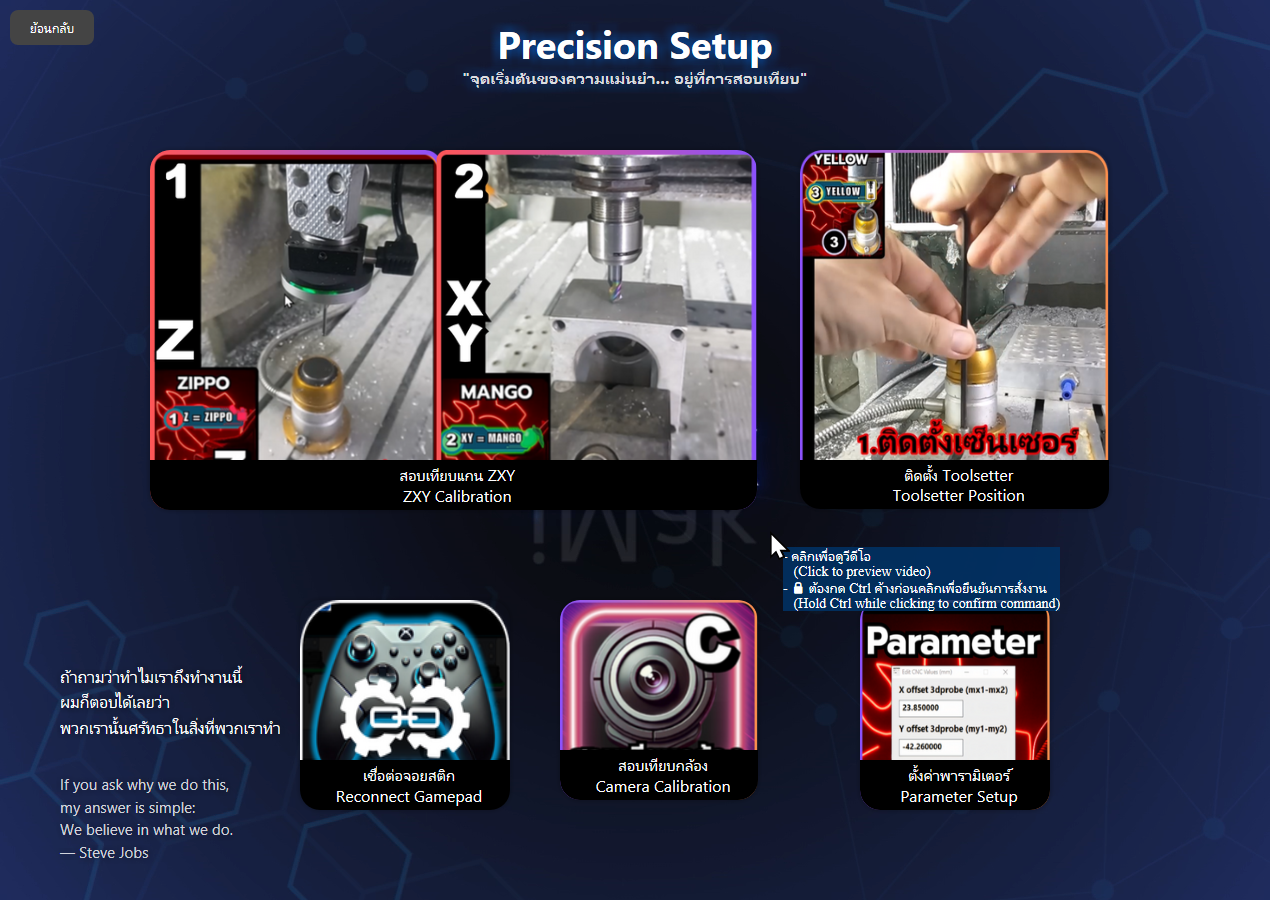 ย้อนกลับ
Precision Setup
"จุดเริ่มต้นของความแม่นยำ... อยู่ที่การสอบเทียบ"
1
Z
ZIPPO
1 Z = ZIPPO
Z
2
X
Y
MANGO
2 XY = MANGO
สอบเทียบแกน ZXY
ZXY Calibration
YELLOW
3 YELLOW
3
1.ติดตั้งเซ็นเซอร์
ติดตั้ง Toolsetter
Toolsetter Position
iMak
- คลิกเพื่อดูวีดีโอ
(Click to preview video)
- 🔒 ต้องกด Ctrl ค้างก่อนคลิกเพื่อยืนยันการสั่งงาน
(Hold Ctrl while clicking to confirm command)
ถ้าถามว่าทำไมเราถึงทำงานนี้
ผมก็ตอบได้เลยว่า
พวกเรานั้นศรัทธาในสิ่งที่พวกเราทำ
If you ask why we do this,
my answer is simple:
We believe in what we do.
— Steve Jobs
X
เชื่อต่อจอยสติก
Reconnect Gamepad
C
สอบเทียบกล้อง
Camera Calibration
Parameter
Edit CNC Values (mm)
X offset 3dprobe (mx1-mx2)
23.850000
Y offset 3dprobe (my1-my2)
-42.260000
ตั้งค่าพารามิเตอร์
Parameter Setup